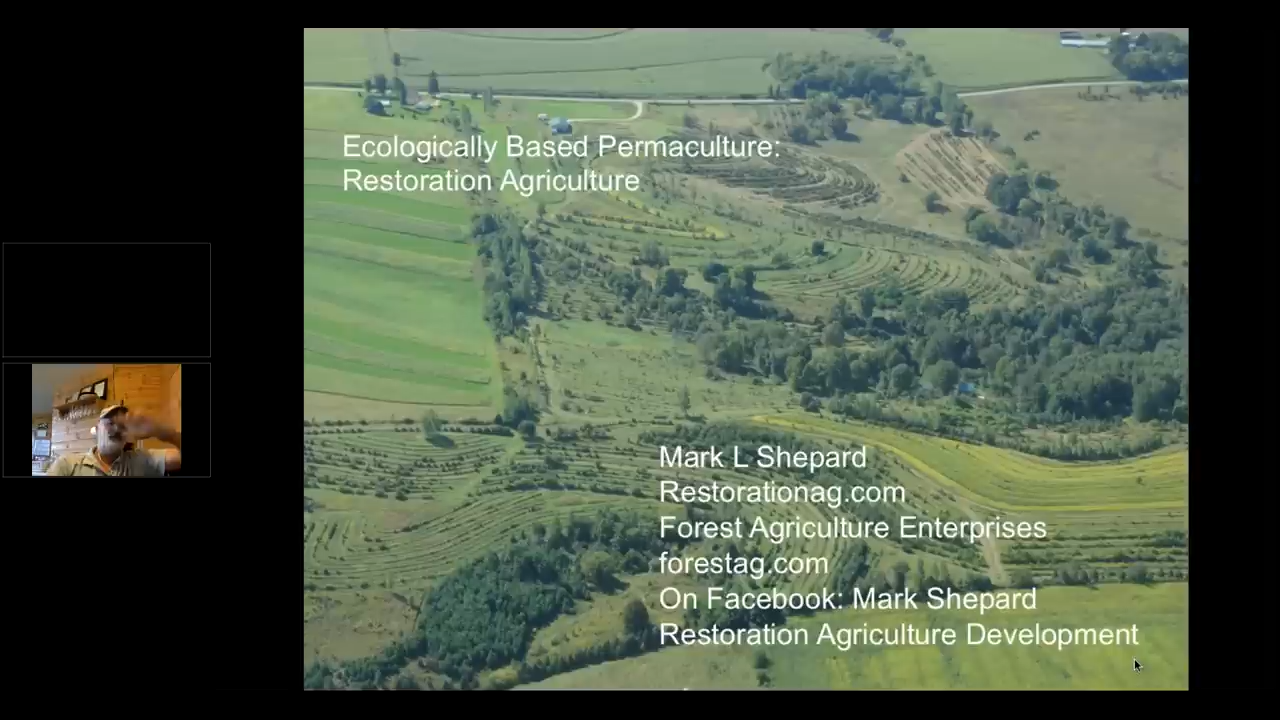 Ecologically Based Permaculture:
Restoration Agriculture
Mark L Shepard
Restorationag.com
Forest Agriculture Enterprises
forestag.com
On Facebook: Mark Shepard
Restoration Agriculture Development